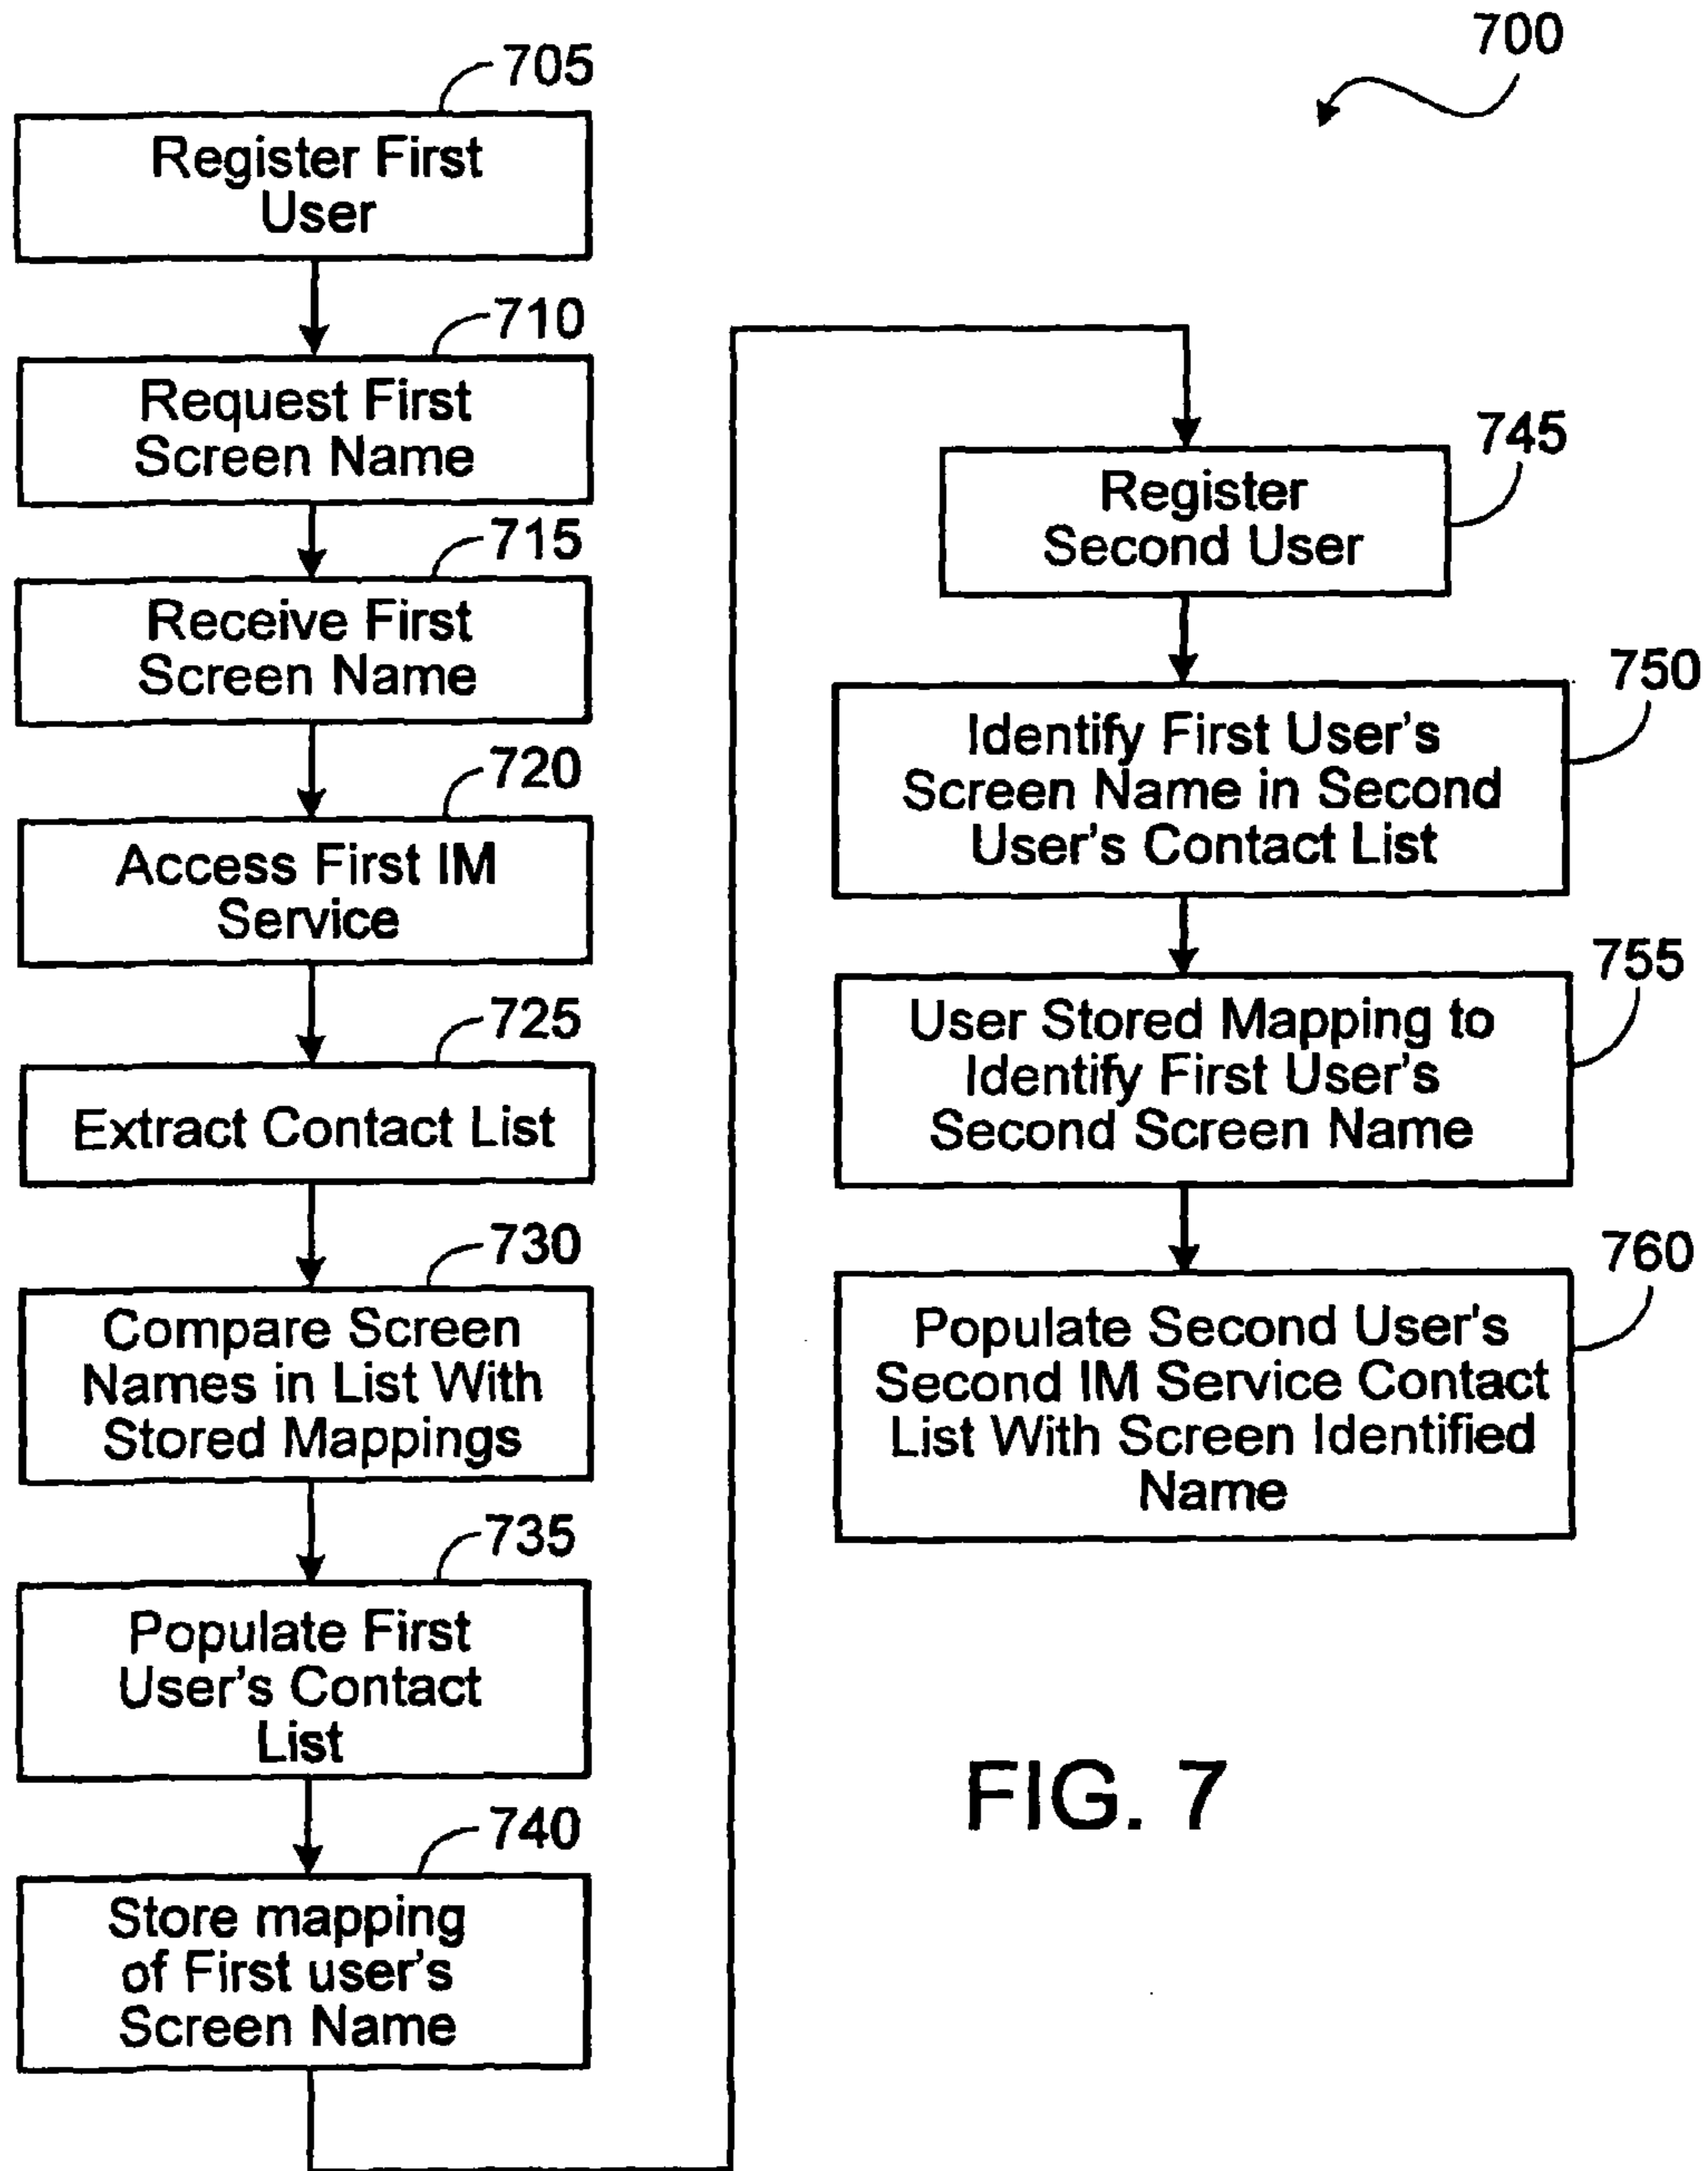 700
705
Register First
User
710
Request First
Screen Name
715
Receive First
Screen Name
720
Access First IM
Service
725
Extract Contact List
730
Compare Screen
Names in List With
Stored Mappings
735
Populate First
User's Contact
List
740
Store mapping
of First user's
Screen Name
745
Register
Second User
750
Identify First User's
Screen Name in Second
User's Contact List
755
User Stored Mapping to
Identify First User's
Second Screen Name
760
Populate Second User's
Second IM Service Contact
List With Screen Identified
Name
FIG. 7